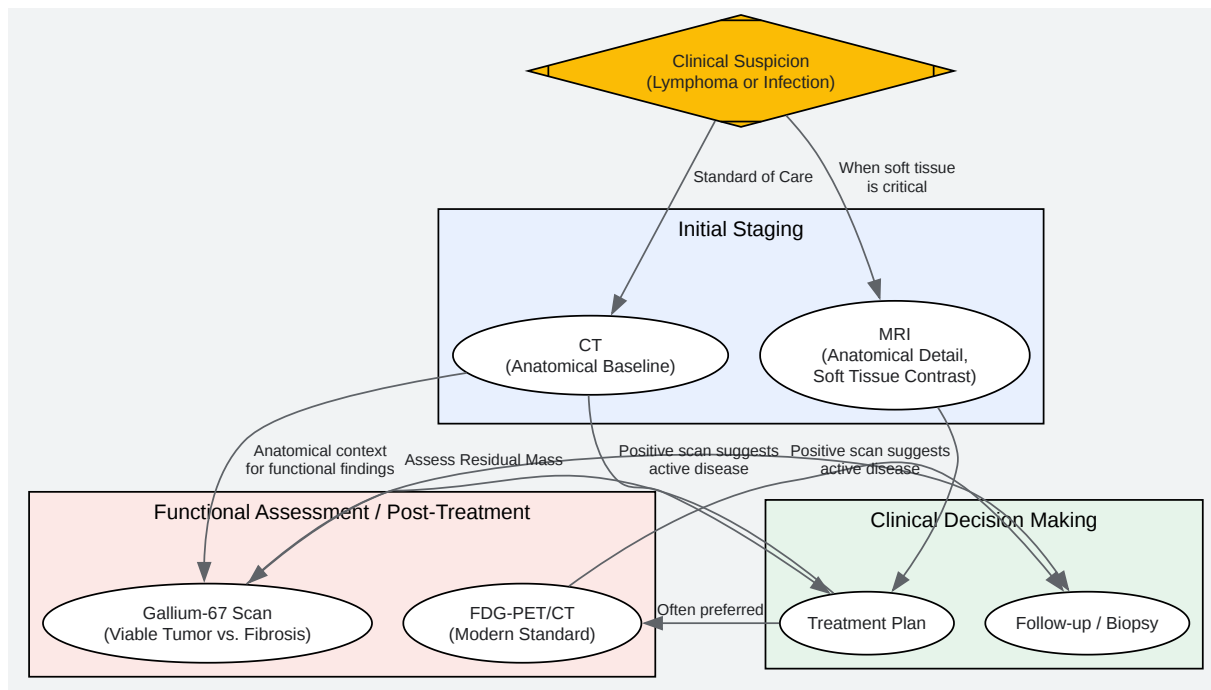 Clinical Suspicion
(Lymphoma or Infection)
Standard of Care
When soft tissue
is critical
Initial Staging
CT
(Anatomical Baseline)
MRI
(Anatomical Detail,
Soft Tissue Contrast)
Anatomical context
for functional findings
Assess Residual Mass
Positive scan suggests
active disease
Positive scan suggests
active disease
Functional Assessment / Post-Treatment
Clinical Decision Making
Gallium-67 Scan
(Viable Tumor vs. Fibrosis)
FDG-PET/CT
(Modern Standard)
Often preferred
Treatment Plan
Follow-up / Biopsy